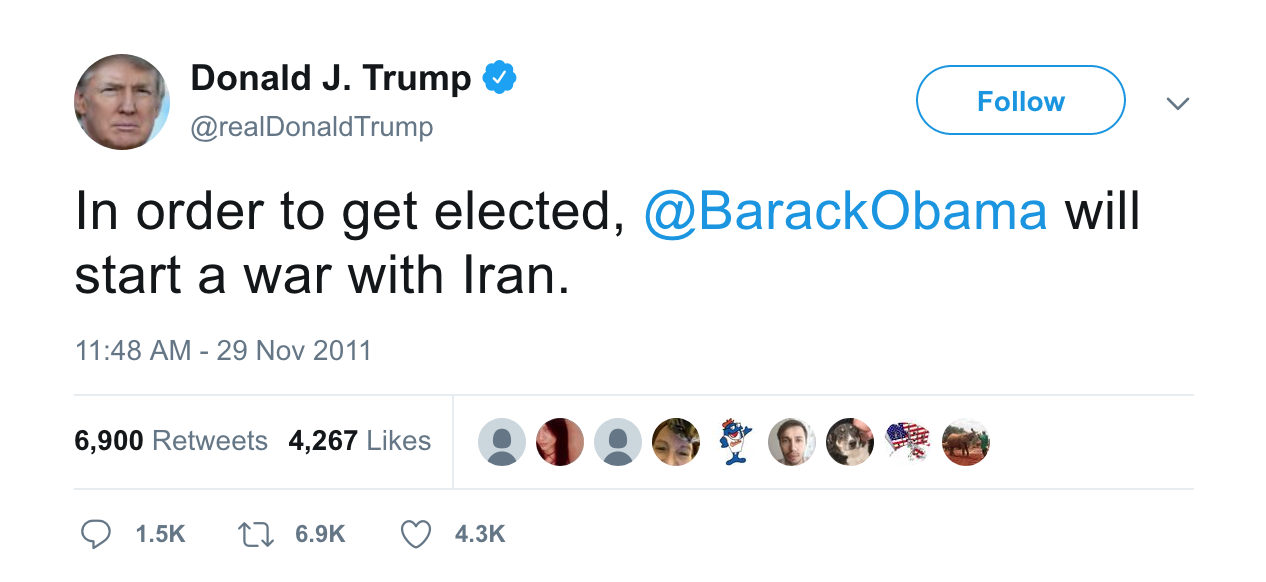 Donald J. Trump
@realDonaldTrump
Follow
In order to get elected, @BarackObama will
start a war with Iran.
11:48 AM - 29 Nov 2011
6,900 Retweets 4,267 Likes
1.5K 6.9K 4.3K